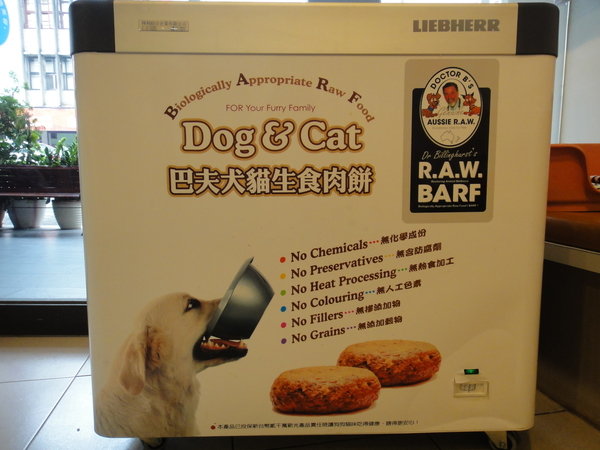 LIEBHERR
Biologically Appropriate Raw Food
FOR Your Furry Family
Dog & Cat
巴夫犬貓生食肉餅
DOCTOR B's
AUSSIE R.A.W.
Dr Billinghurst's
R.A.W.
BARF
No Chemicals···無化學成份
No Preservatives···無含防腐劑
No Heat Processing···無熱食加工
No Colouring···無人工色素
No Fillers···無摻添加物
No Grains···無添加穀物